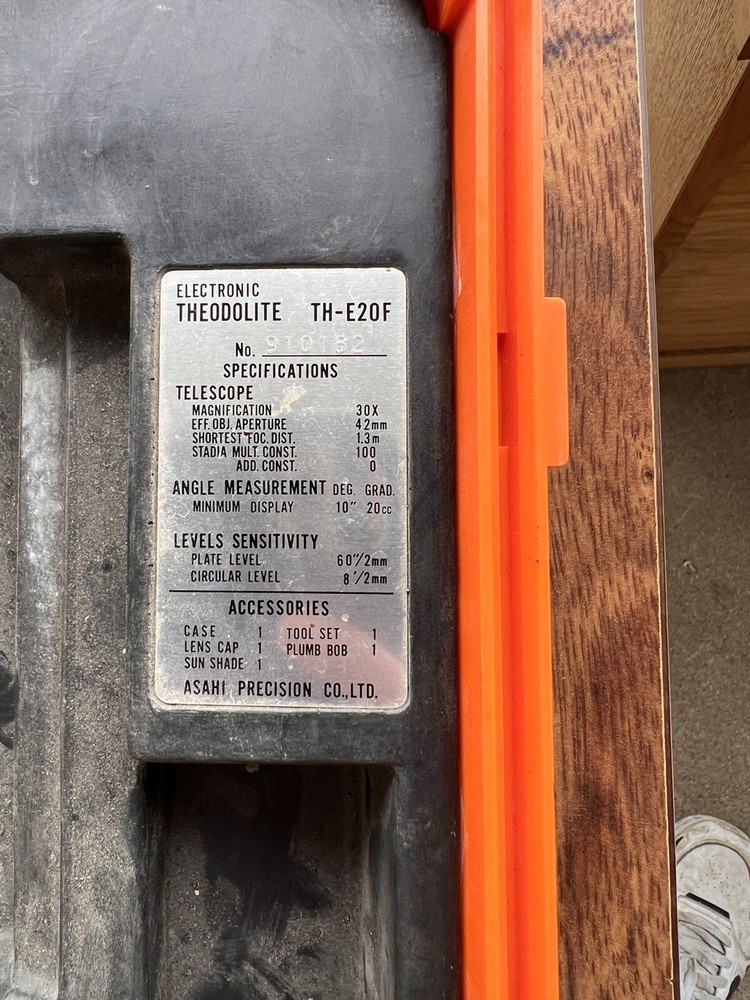 ELECTRONIC
THEODOLITE TH-E20F
No.
SPECIFICATIONS
TELESCOPE
MAGNIFICATION 30X
EFF. OBJ. APERTURE 42mm
SHORTEST FOC. DIST. 1.3m
STADIA MULT. CONST. 100
ADD. CONST. 0
ANGLE MEASUREMENT DEG. GRAD.
MINIMUM DISPLAY 10" 20cc
LEVELS SENSITIVITY
PLATE LEVEL 60"/2mm
CIRCULAR LEVEL 8'/2mm
ACCESSORIES
CASE 1 TOOL SET 1
LENS CAP 1 PLUMB BOB 1
SUN SHADE 1
ASAHI PRECISION CO., LTD.